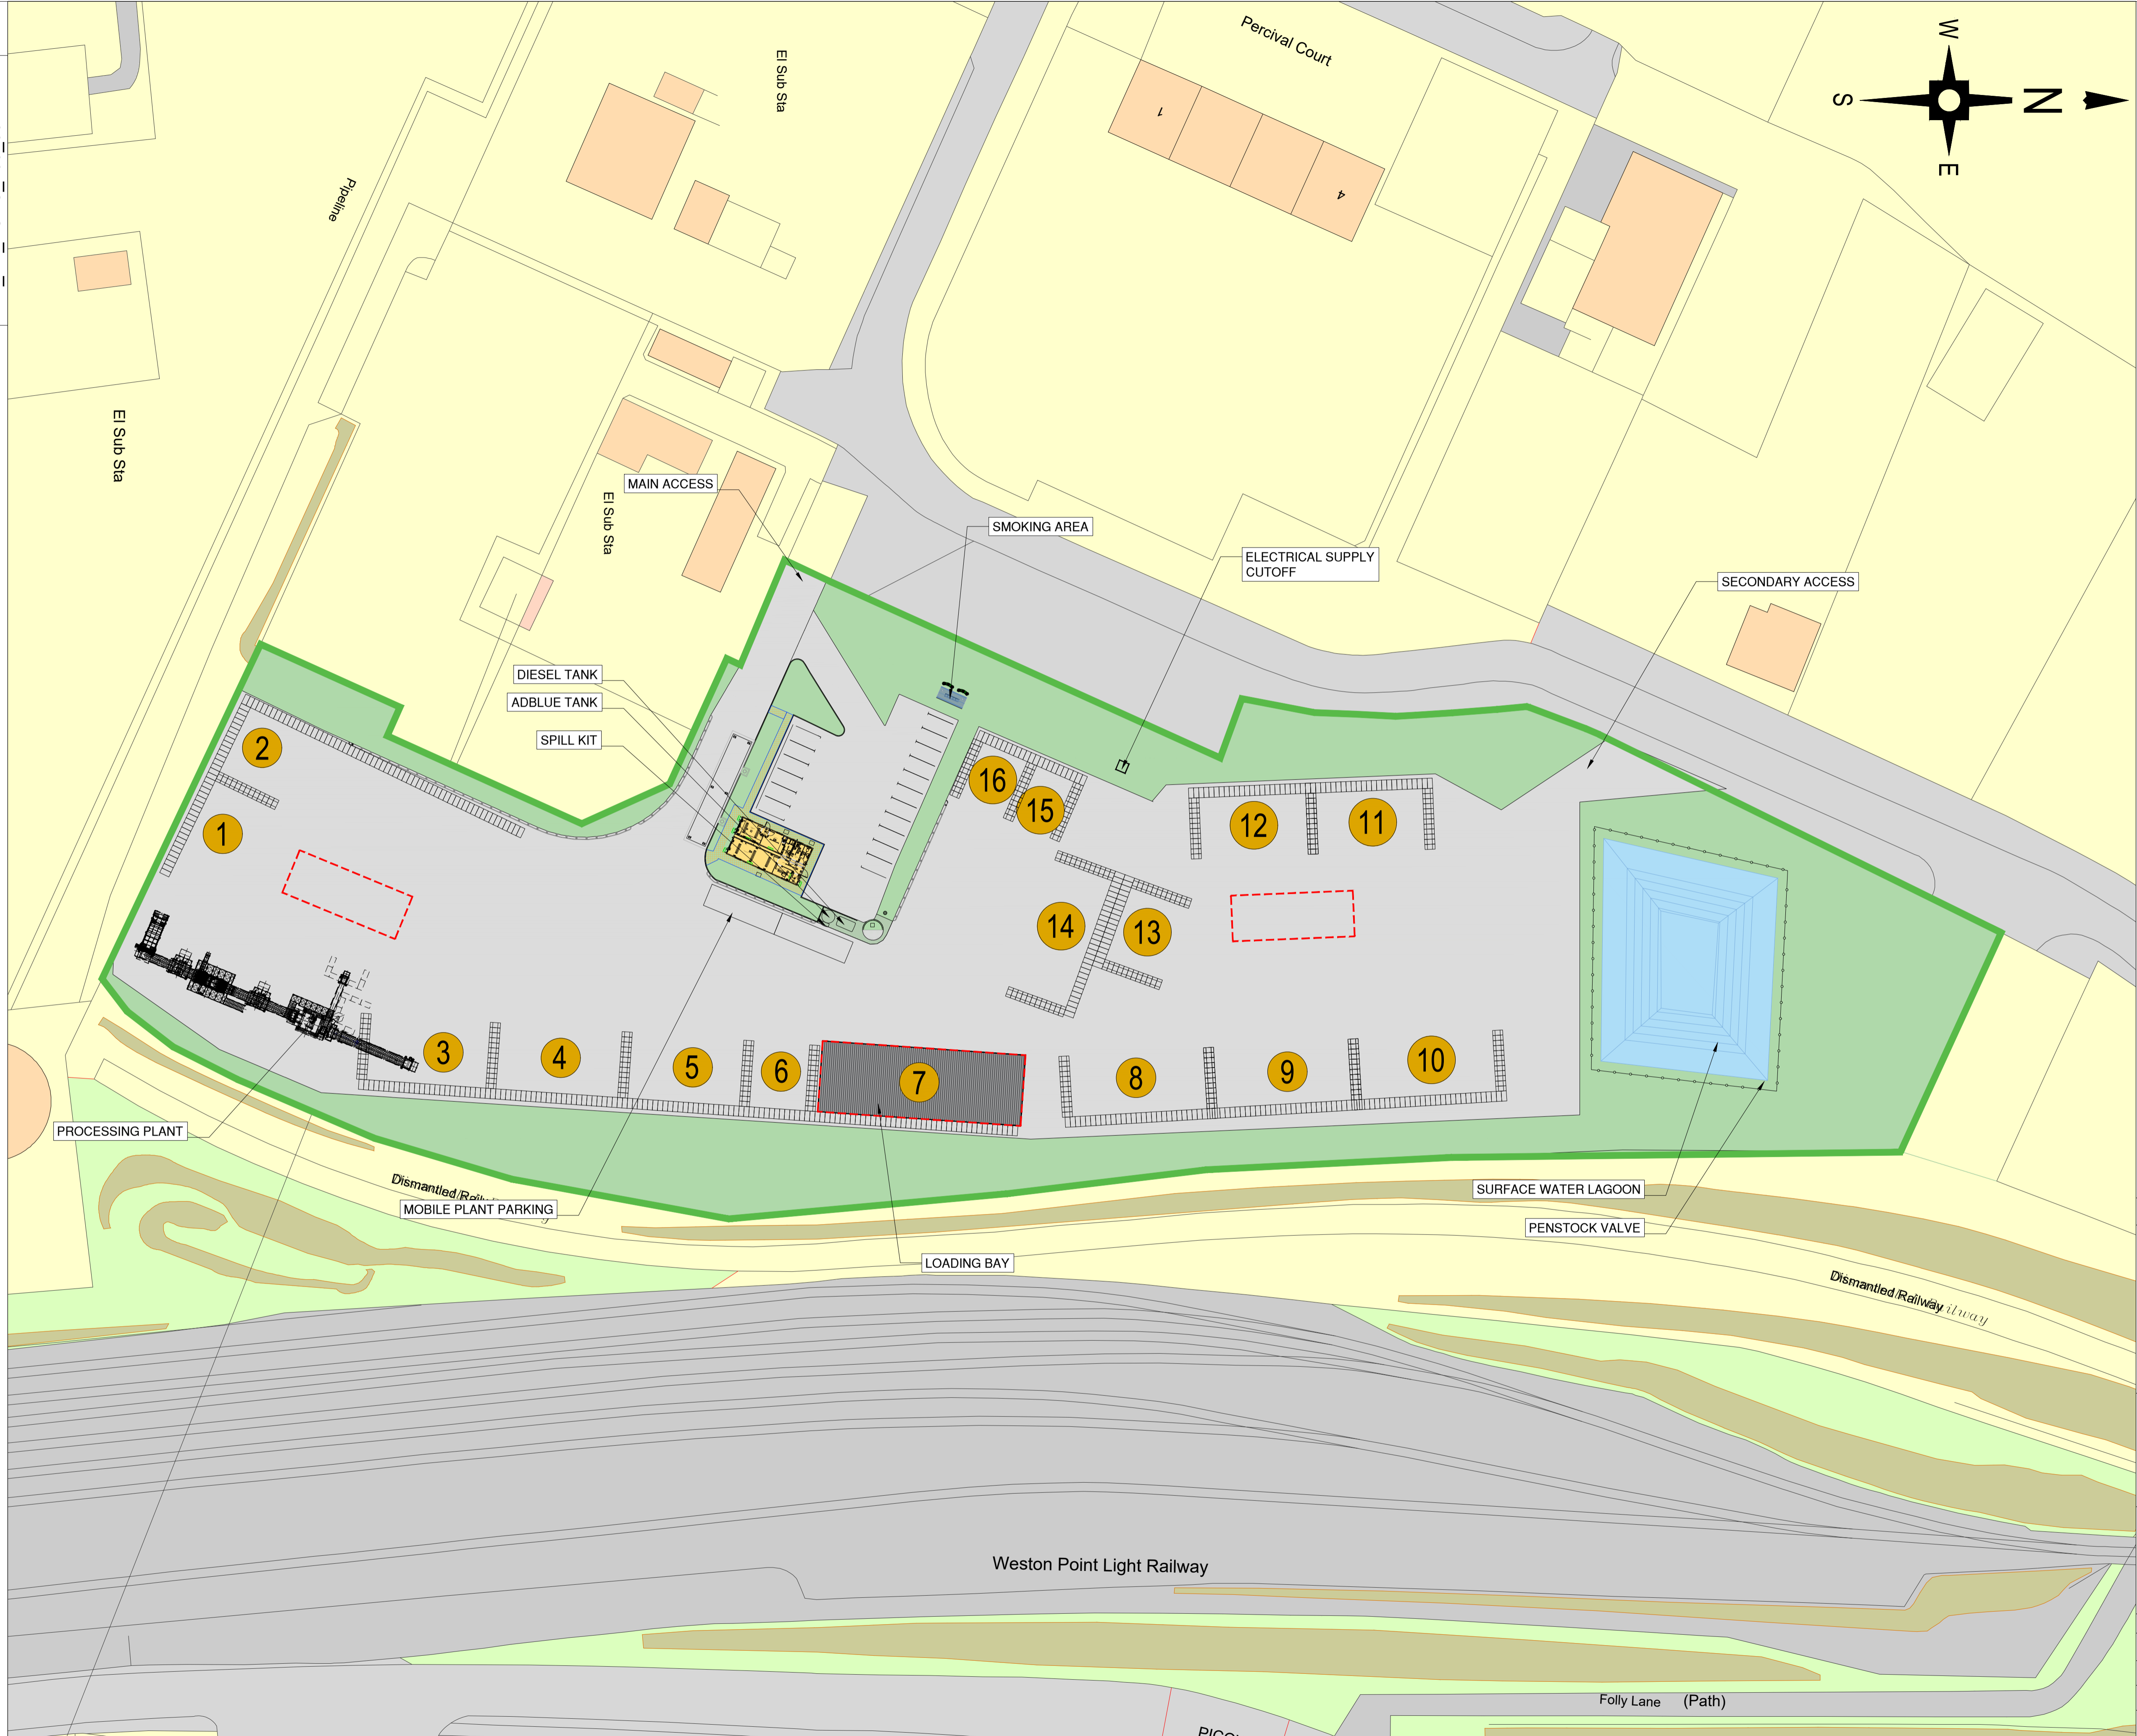 W
S
N
E
Percival Court
El Sub Sta
1
4
Pipeline
El Sub Sta
El Sub Sta
MAIN ACCESS
SMOKING AREA
ELECTRICAL SUPPLY
CUTOFF
SECONDARY ACCESS
DIESEL TANK
ADBLUE TANK
SPILL KIT
2
1
16
15
12
11
14
13
3
4
5
6
7
8
9
10
PROCESSING PLANT
Dismantled
MOBILE PLANT PARKING
LOADING BAY
SURFACE WATER LAGOON
PENSTOCK VALVE
Dismantled Railway
Weston Point Light Railway
Folly Lane (Path)